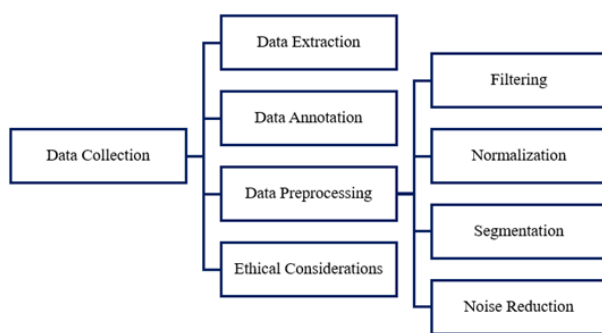 Data Collection
Data Extraction
Data Annotation
Data Preprocessing
Ethical Considerations
Filtering
Normalization
Segmentation
Noise Reduction